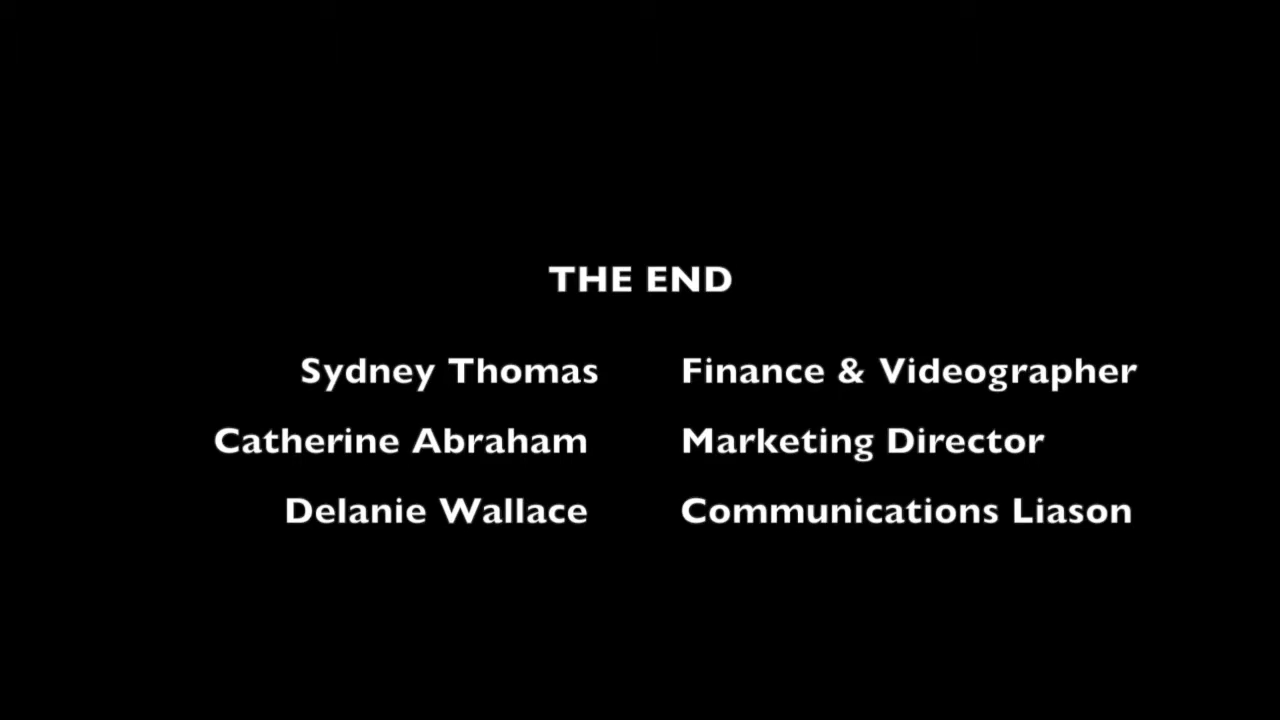 THE END
Sydney Thomas Finance & Videographer
Catherine Abraham Marketing Director
Delanie Wallace Communications Liason